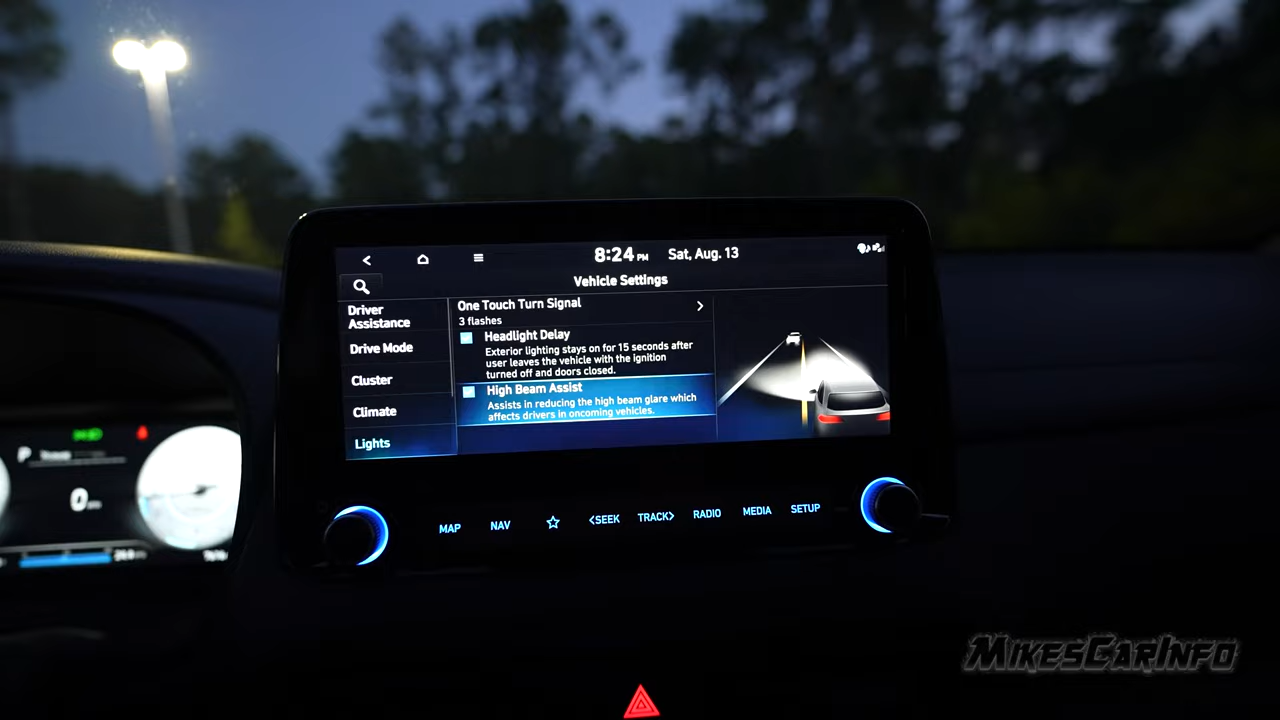 8:24 PM Sat, Aug. 13
Vehicle Settings
Driver
Assistance
Drive Mode
Cluster
Climate
Lights
One Touch Turn Signal
3 flashes
Headlight Delay
Exterior lighting stays on for 15 seconds after
user leaves the vehicle with the ignition
turned off and doors closed.
High Beam Assist
Assists in reducing the high beam glare which
affects drivers in oncoming vehicles.
P
0
MAP NAV <SEEK TRACK> RADIO MEDIA SETUP
MIKESCARINFO